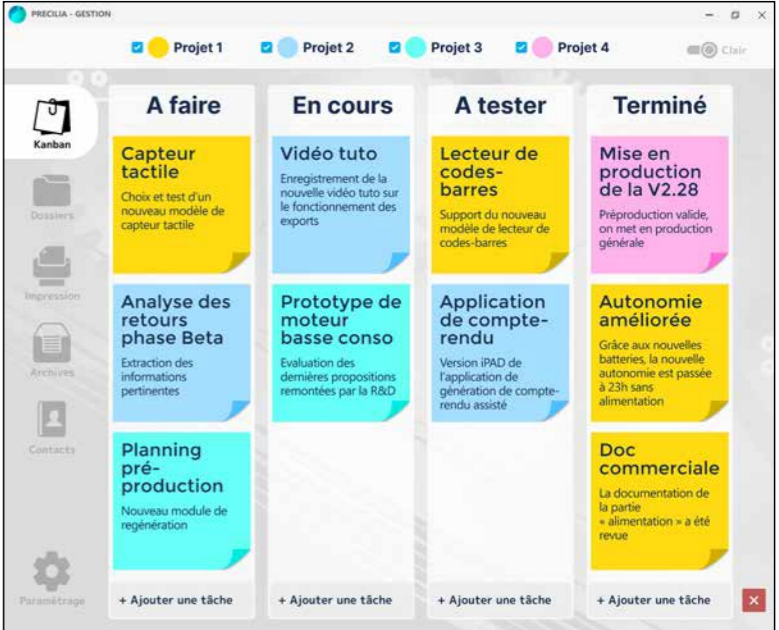 PRECILIA - GESTION
Projet 1
Projet 2
Projet 3
Projet 4
Clair
Kanban
Dossiers
Impression
Archives
Contacts
Paramétrage
A faire
Capteur
tactile
Choix et test d'un
nouveau modèle de
capteur tactile
Analyse des
retours
phase Beta
Extraction des
informations
pertinentes
Planning
pré-
production
Nouveau module de
regénération
+ Ajouter une tâche
En cours
Vidéo tuto
Enregistrement de la
nouvelle vidéo tuto sur
le fonctionnement des
exports
Prototype de
moteur
basse conso
Evaluation des
dernières propositions
remontées par la R&D
+ Ajouter une tâche
A tester
Lecteur de
codes-
barres
Support du nouveau
modèle de lecteur de
codes-barres
Application
de compte-
rendu
Version iPAD de
l'application de
génération de compte-
rendu assisté
+ Ajouter une tâche
Terminé
Mise en
production
de la V2.28
Préproduction valide,
on met en production
générale
Autonomie
améliorée
Grâce aux nouvelles
batteries, la nouvelle
autonomie est passée
à 23h sans
alimentation
Doc
commerciale
La documentation de
la partie
« alimentation » a été
revue
+ Ajouter une tâche